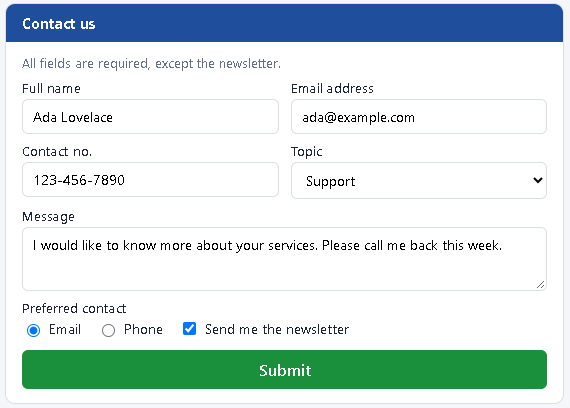 Contact us
All fields are required, except the newsletter.
Full name
Email address
Ada Lovelace
ada@example.com
Contact no.
Topic
123-456-7890
Support
Message
I would like to know more about your services. Please call me back this week.
Preferred contact
Email
Phone
Send me the newsletter
Submit